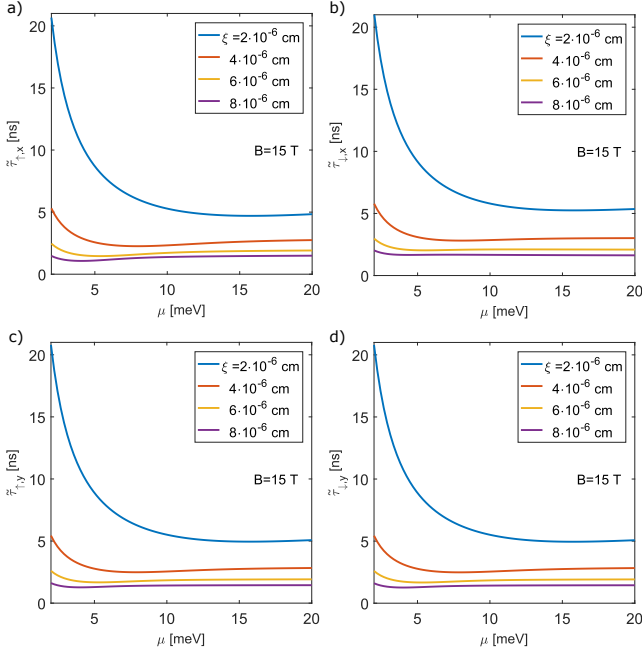 a)
20
15
10
5
0
τ̃↑,x [ns]
ξ =2·10⁻⁶ cm
4·10⁻⁶ cm
6·10⁻⁶ cm
8·10⁻⁶ cm
B=15 T
5 10 15 20
μ [meV]
b)
20
15
10
5
0
τ̃↓,x [ns]
ξ =2·10⁻⁶ cm
4·10⁻⁶ cm
6·10⁻⁶ cm
8·10⁻⁶ cm
B=15 T
5 10 15 20
μ [meV]
c)
20
15
10
5
0
τ̃↑,y [ns]
ξ =2·10⁻⁶ cm
4·10⁻⁶ cm
6·10⁻⁶ cm
8·10⁻⁶ cm
B=15 T
5 10 15 20
μ [meV]
d)
20
15
10
5
0
τ̃↓,y [ns]
ξ =2·10⁻⁶ cm
4·10⁻⁶ cm
6·10⁻⁶ cm
8·10⁻⁶ cm
B=15 T
5 10 15 20
μ [meV]